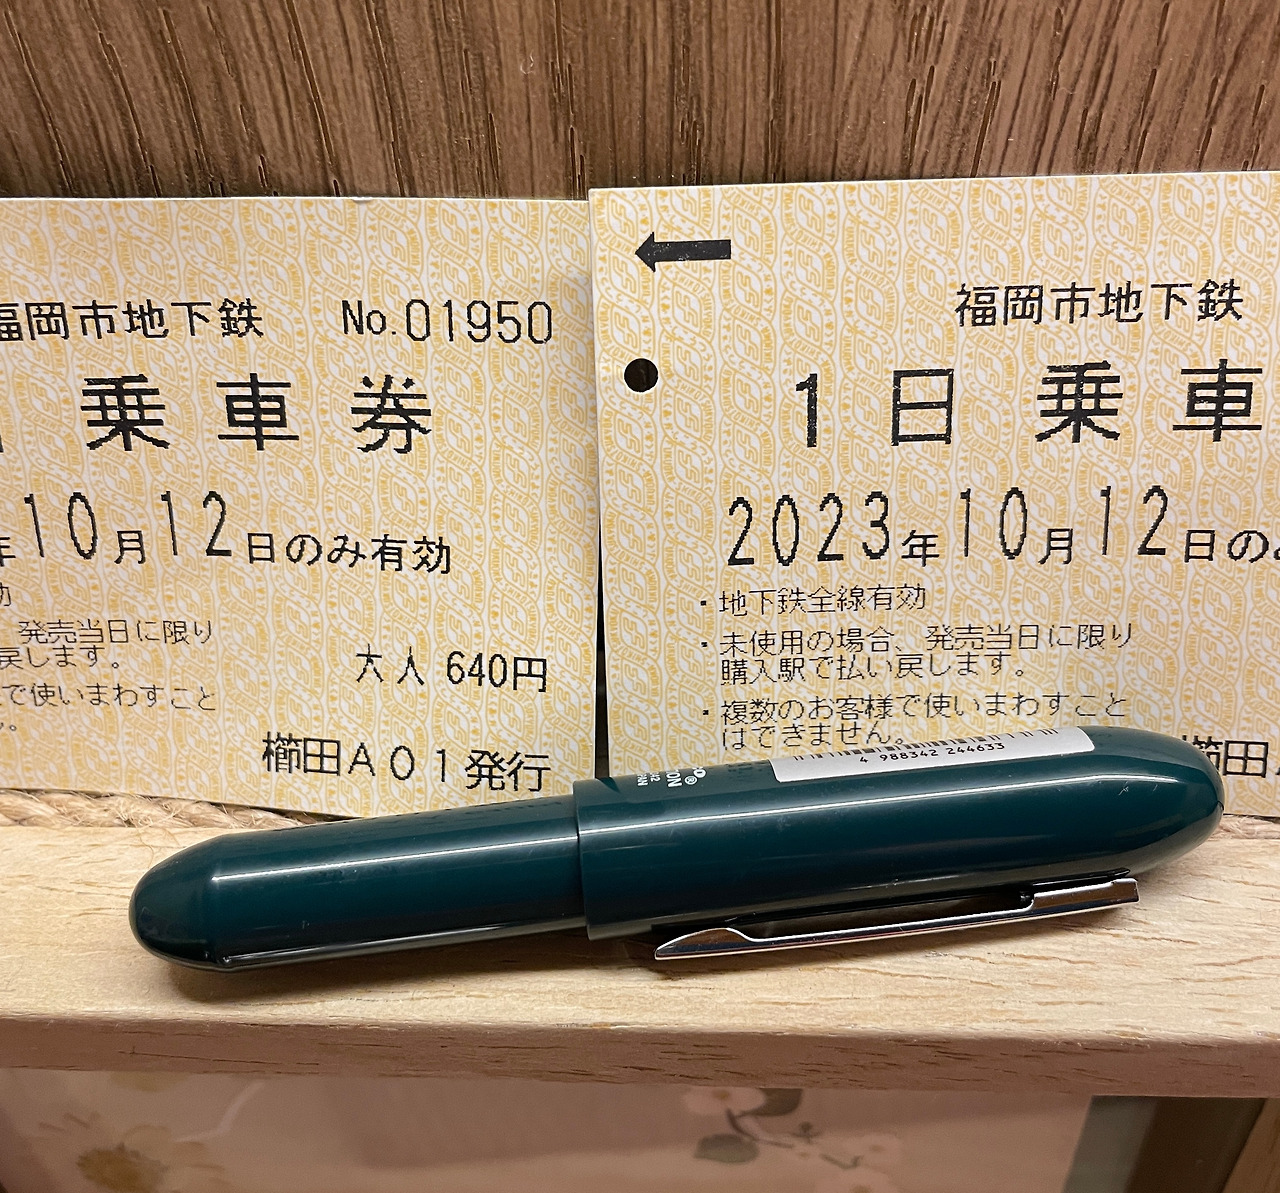 福岡市地下鉄 No.01950
乗車券
年10月12日のみ有効
発売当日に限り
戻します。
で使いまわすこと
大人 640円
櫛田A01発行
福岡市地下鉄
1日乗車
2023年10月12日の
・地下鉄全線有効
・未使用の場合、発売当日に限り
購入駅で払い戻します。
・複数のお客様で使いまわすこと
はできません。
櫛田
4 988342 244633